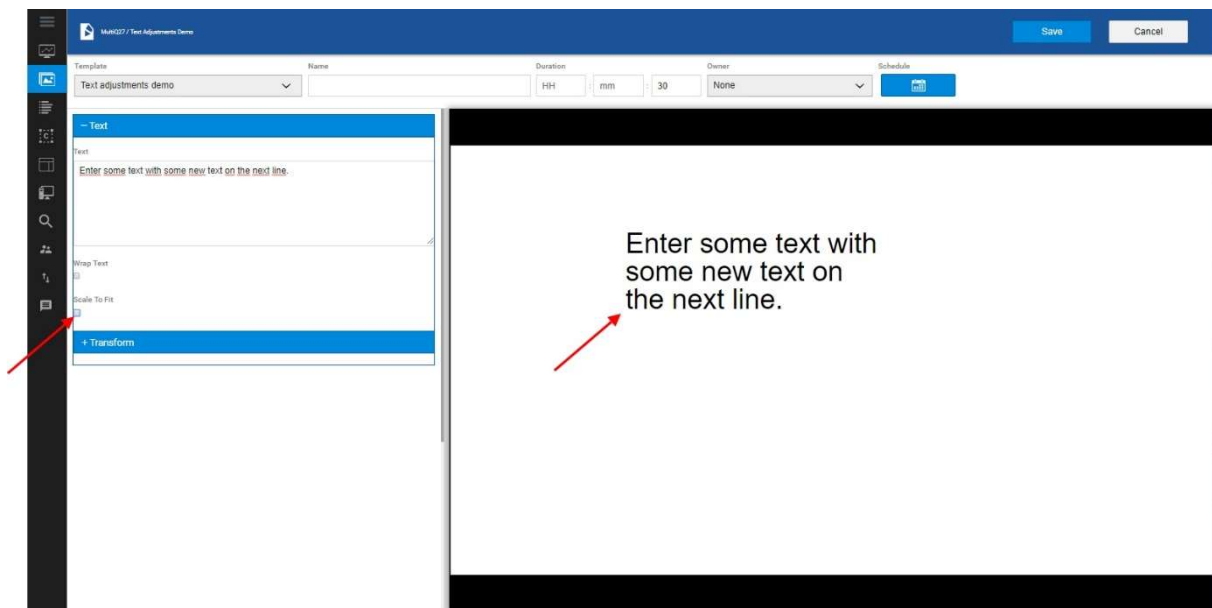 MultiQ27 / Text Adjustments Demo
Save
Cancel
Template
Name
Duration
Owner
Schedule
Text adjustments demo
HH : mm : 30
None
− Text
Text
Enter some text with some new text on the next line.
Wrap Text
Scale To Fit
+ Transform
Enter some text with
some new text on
the next line.